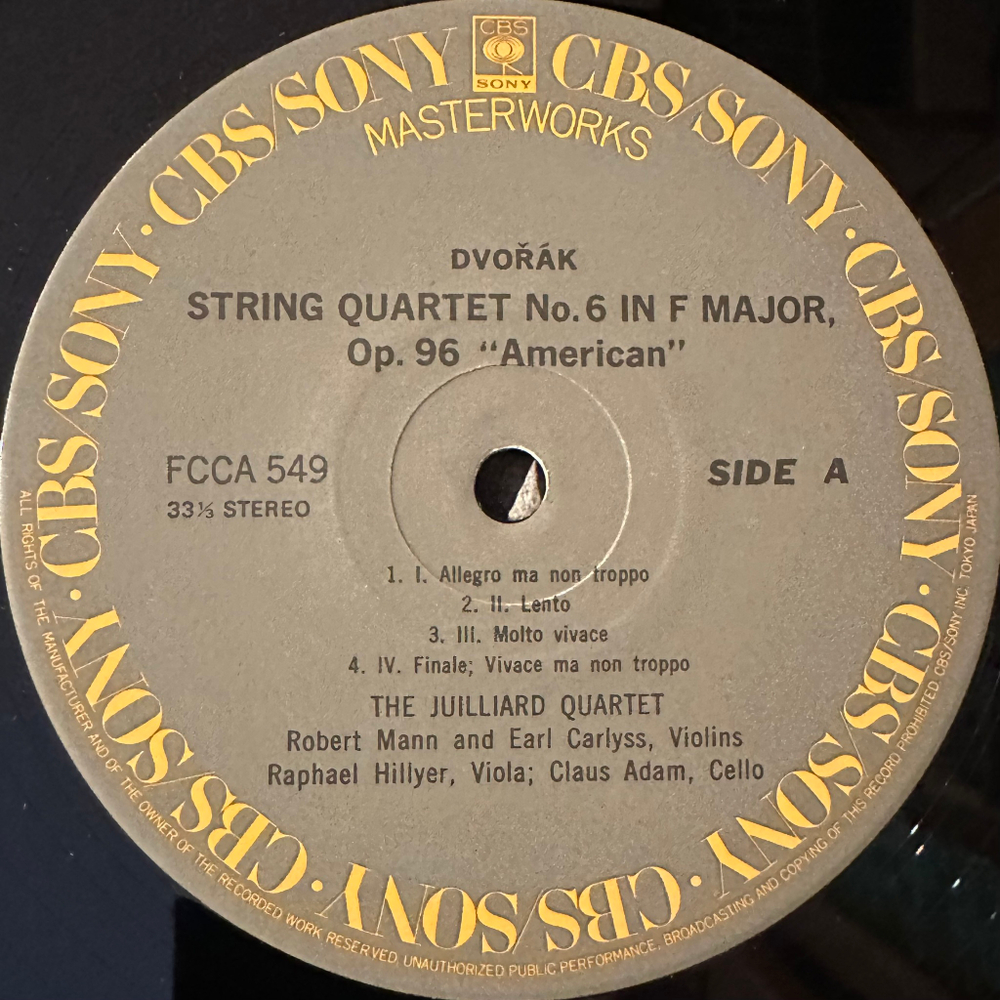 CBS
SONY
CBS/SONY · CBS/SONY · CBS/SONY · CBS/SONY · CBS/SONY · CBS/SONY · CBS/SONY · CBS/SONY · CBS/SONY
MASTERWORKS
DVOŘÁK
STRING QUARTET No.6 IN F MAJOR,
Op. 96 “American”
FCCA 549
SIDE A
33⅓ STEREO
1. I. Allegro ma non troppo
2. II. Lento
3. III. Molto vivace
4. IV. Finale; Vivace ma non troppo
THE JUILLIARD QUARTET
Robert Mann and Earl Carlyss, Violins
Raphael Hillyer, Viola; Claus Adam, Cello
ALL RIGHTS OF THE MANUFACTURER AND OF THE OWNER OF THE RECORDED WORK RESERVED, UNAUTHORIZED PUBLIC PERFORMANCE, BROADCASTING AND COPYING OF THIS RECORD PROHIBITED CBS/SONY INC. TOKYO JAPAN